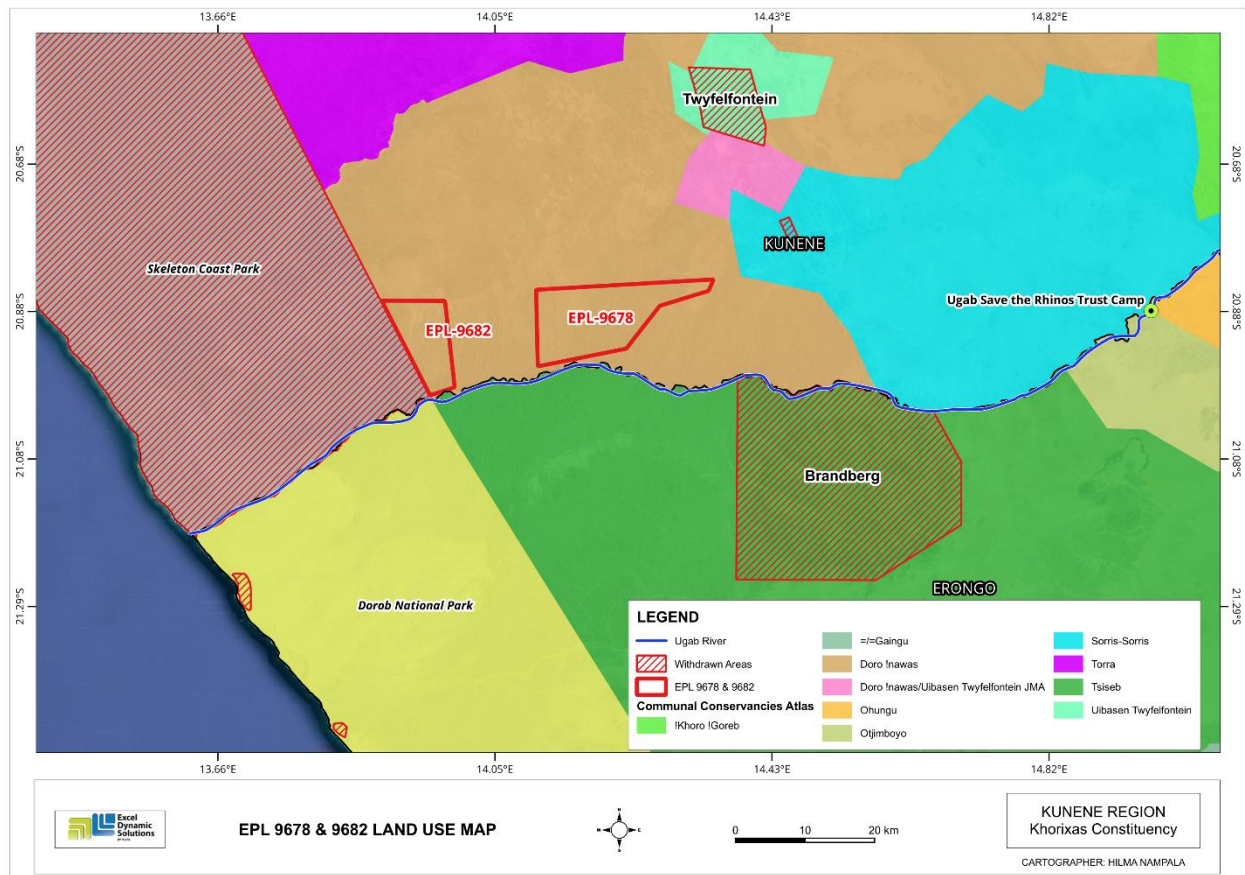 13.66°E
14.05°E
14.43°E
14.82°E
20.68°S
20.68°S
20.88°S
20.88°S
21.08°S
21.08°S
21.29°S
21.29°S
Twyfelfontein
KUNENE
Skeleton Coast Park
Ugab Save the Rhinos Trust Camp
EPL-9682
EPL-9678
Brandberg
ERONGO
Dorob National Park
LEGEND
Ugab River
Withdrawn Areas
EPL 9678 & 9682
Communal Conservancies Atlas
!Khoro !Goreb
=/=Gaingu
Doro !nawas
Doro !nawas/Uibasen Twyfelfontein JMA
Ohungu
Otjimboyo
Sorris-Sorris
Torra
Tsiseb
Uibasen Twyfelfontein
13.66°E
14.05°E
14.43°E
14.82°E
Excel
Dynamic
Solutions
EPL 9678 & 9682 LAND USE MAP
N
W
E
S
0
10
20 km
KUNENE REGION
Khorixas Constituency
CARTOGRAPHER: HILMA NAMPALA